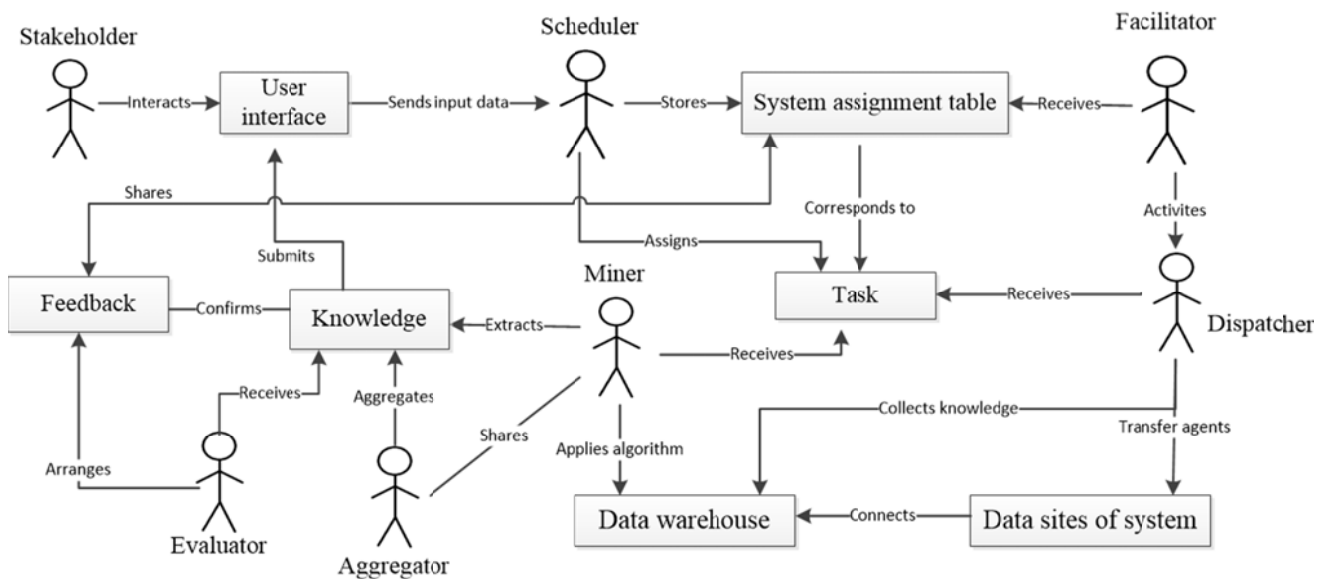 Stakeholder
Scheduler
Facilitator
Interacts
User
interface
Sends input data
Stores
System assignment table
Receives
Shares
Corresponds to
Activites
Submits
Assigns
Miner
Feedback
Confirms
Knowledge
Extracts
Task
Receives
Dispatcher
Receives
Receives
Aggregates
Collects knowledge
Shares
Transfer agents
Arranges
Applies algorithm
Data warehouse
Connects
Data sites of system
Evaluator
Aggregator